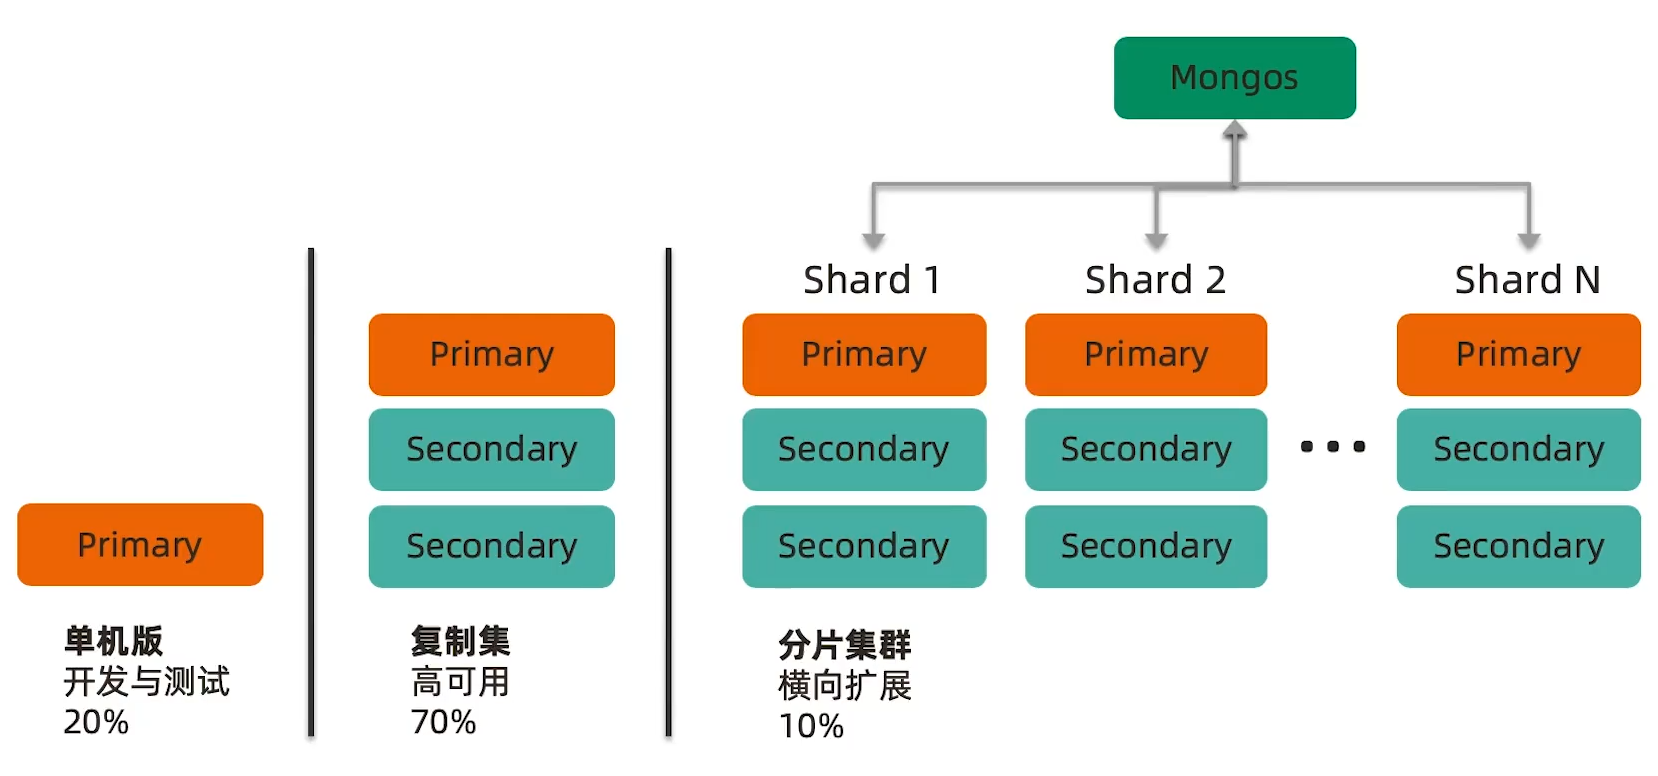 Mongos
Shard 1
Shard 2
Shard N
Primary
Primary
Primary
Primary
Secondary
Secondary
Secondary
...
Secondary
Primary
Secondary
Secondary
Secondary
Secondary
单机版
开发与测试
20%
复制集
高可用
70%
分片集群
横向扩展
10%